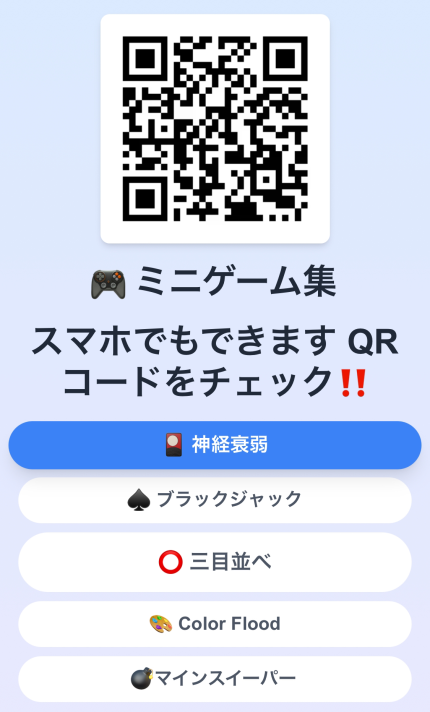 🎮 ミニゲーム集
スマホでもできます QR
コードをチェック‼️
🎴 神経衰弱
♠️ ブラックジャック
⭕ 三目並べ
🎨 Color Flood
💣マインスイーパー